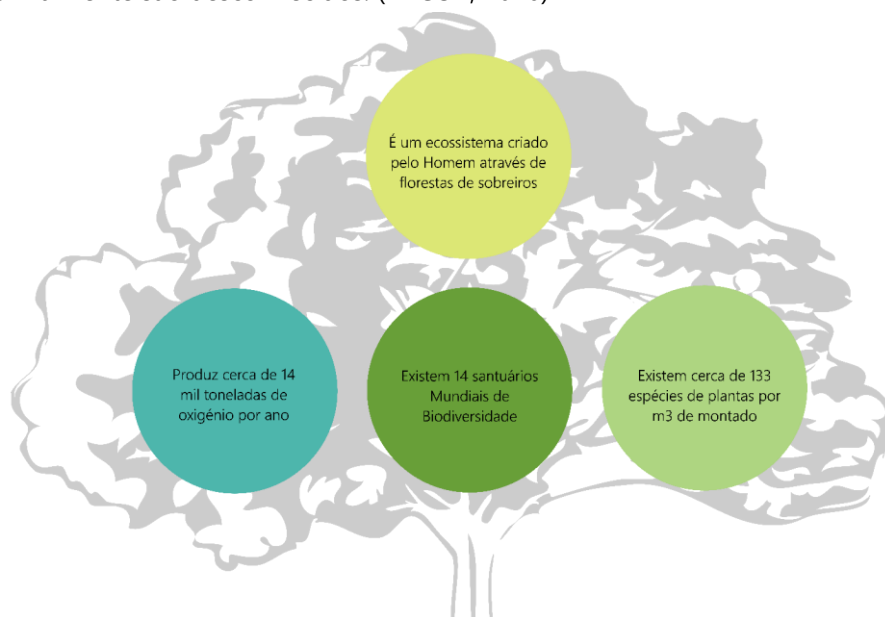 É um ecossistema criado
pelo Homem através de
florestas de sobreiros
Produz cerca de 14
mil toneladas de
oxigénio por ano
Existem 14 santuários
Mundiais de
Biodiversidade
Existem cerca de 133
espécies de plantas por
m3 de montado